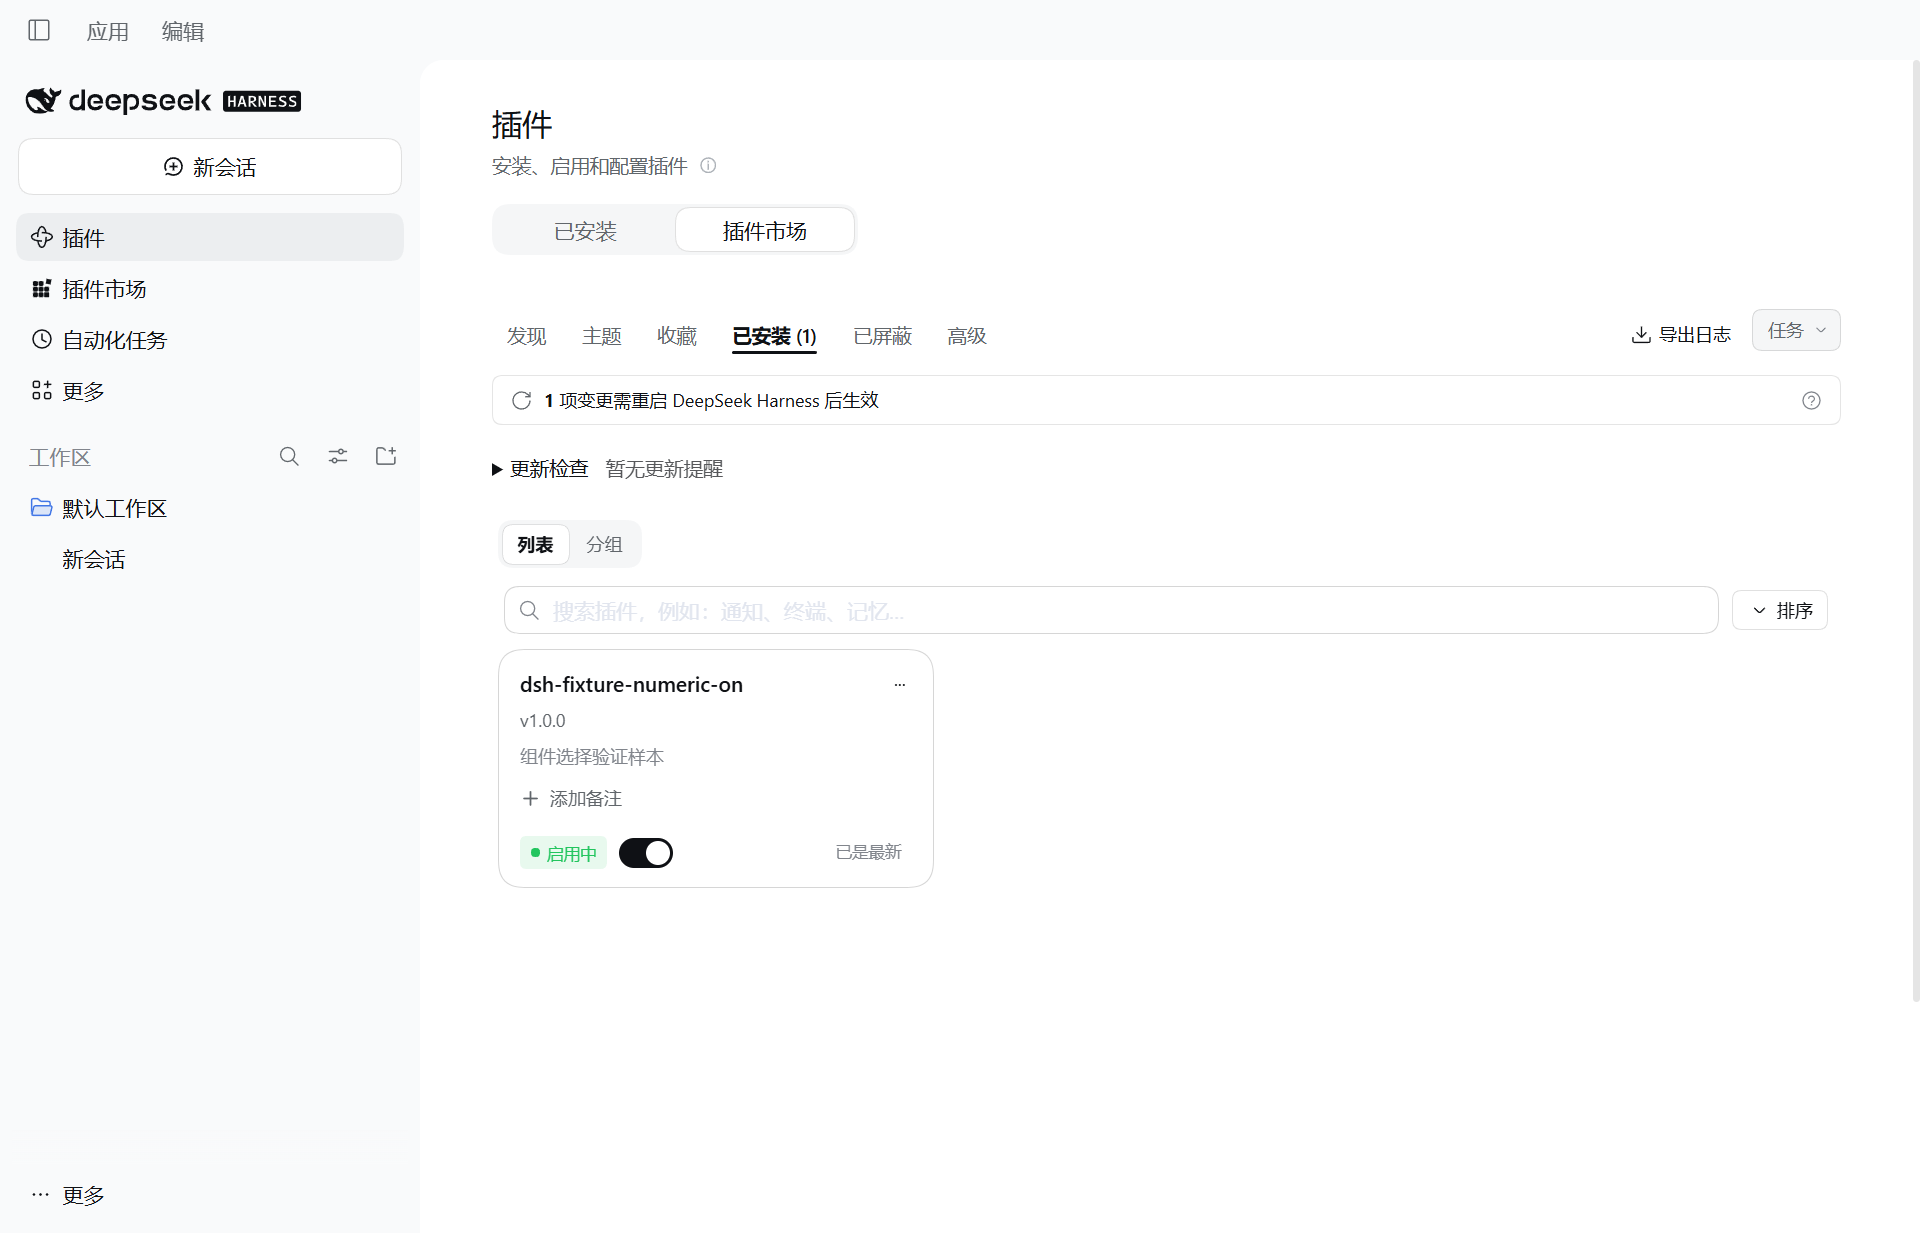 应用 编辑
deepseek HARNESS
新会话
插件
插件市场
自动化任务
更多
工作区
默认工作区
新会话
更多
插件
安装、启用和配置插件
已安装 插件市场
发现 主题 收藏 已安装 (1) 已屏蔽 高级
导出日志 任务
1 项变更需重启 DeepSeek Harness 后生效
更新检查 暂无更新提醒
列表 分组
搜索插件，例如：通知、终端、记忆...
排序
dsh-fixture-numeric-on
v1.0.0
组件选择验证样本
添加备注
启用中 已是最新